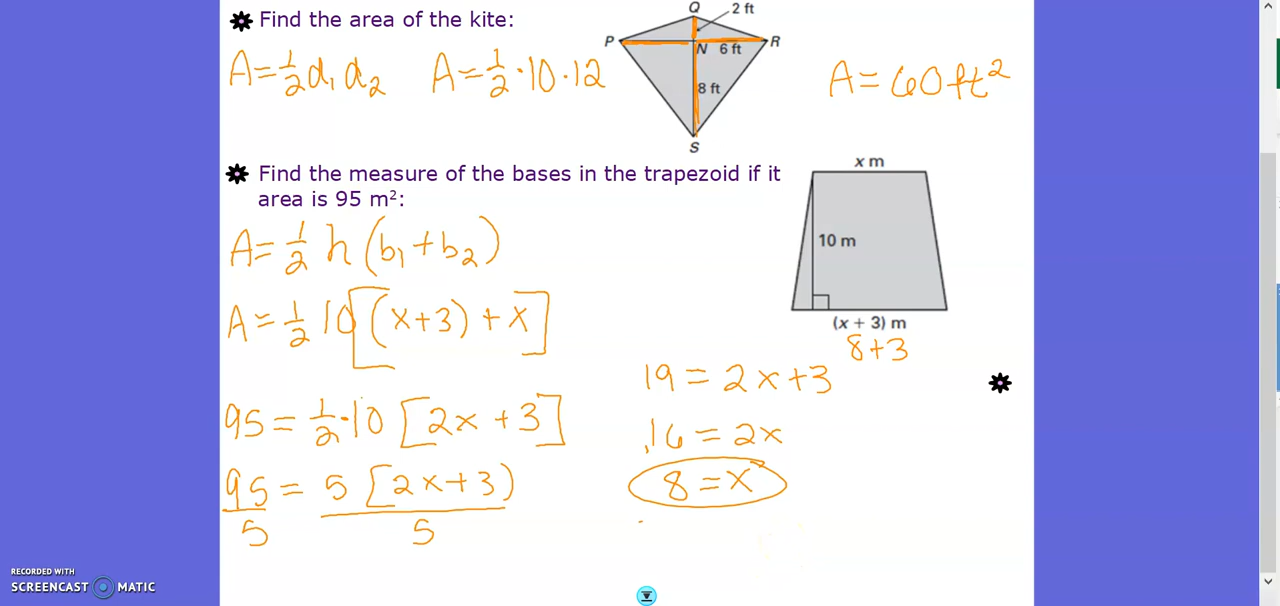 Find the area of the kite:
A=½d₁d₂ A=½·10·12
Q
2 ft
P
N 6 ft
R
8 ft
S
A=60ft²
Find the measure of the bases in the trapezoid if it
area is 95 m²:
x m
10 m
(x + 3) m
8+3
A=½ h (b₁+b₂)
A=½ 10[(x+3)+x]
95=½·10[2x+3]
95 = 5[2x+3)
5 5
19=2x+3
16=2x
8=x
RECORDED WITH
SCREENCAST MATIC